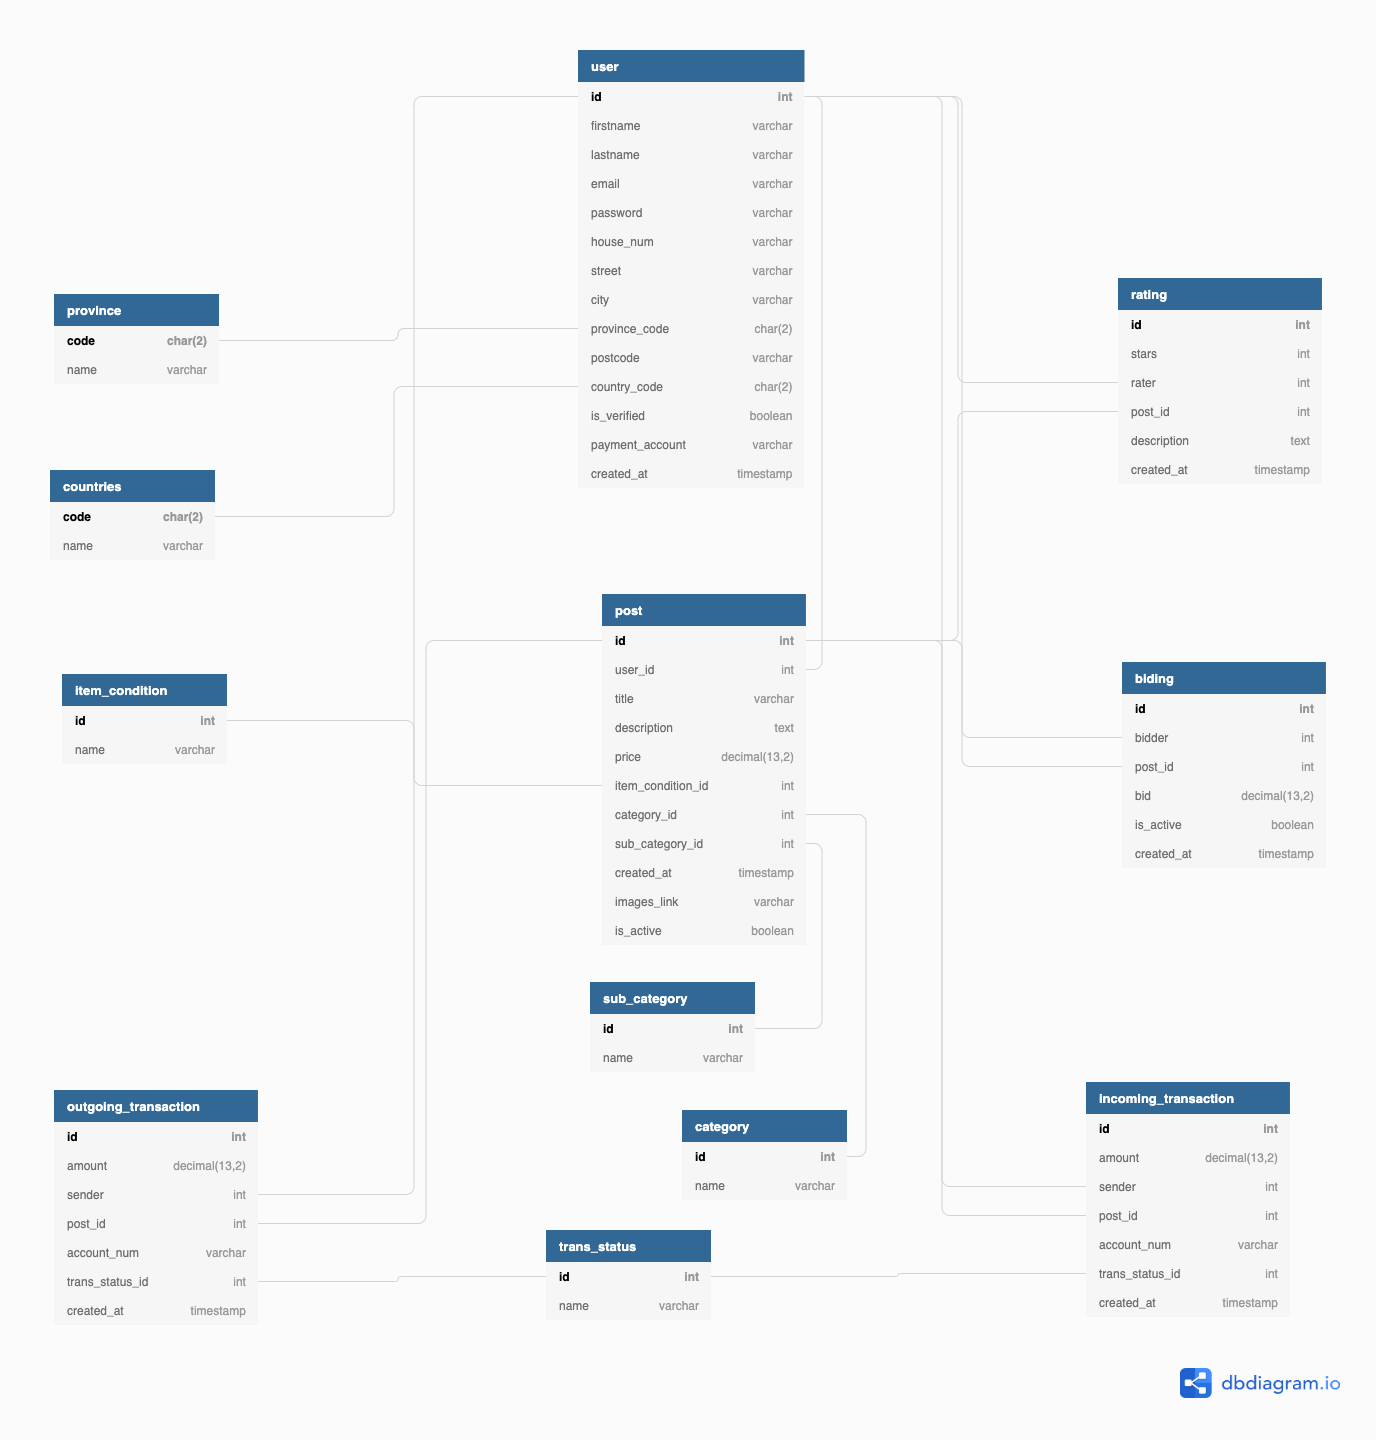 user
id int
firstname varchar
lastname varchar
email varchar
password varchar
house_num varchar
street varchar
city varchar
province_code char(2)
postcode varchar
country_code char(2)
is_verified boolean
payment_account varchar
created_at timestamp
province
code char(2)
name varchar
rating
id int
stars int
rater int
post_id int
description text
created_at timestamp
countries
code char(2)
name varchar
post
id int
user_id int
title varchar
description text
price decimal(13,2)
item_condition_id int
category_id int
sub_category_id int
created_at timestamp
images_link varchar
is_active boolean
item_condition
id int
name varchar
biding
id int
bidder int
post_id int
bid decimal(13,2)
is_active boolean
created_at timestamp
sub_category
id int
name varchar
outgoing_transaction
id int
amount decimal(13,2)
sender int
post_id int
account_num varchar
trans_status_id int
created_at timestamp
category
id int
name varchar
incoming_transaction
id int
amount decimal(13,2)
sender int
post_id int
account_num varchar
trans_status_id int
created_at timestamp
trans_status
id int
name varchar
dbdiagram.io